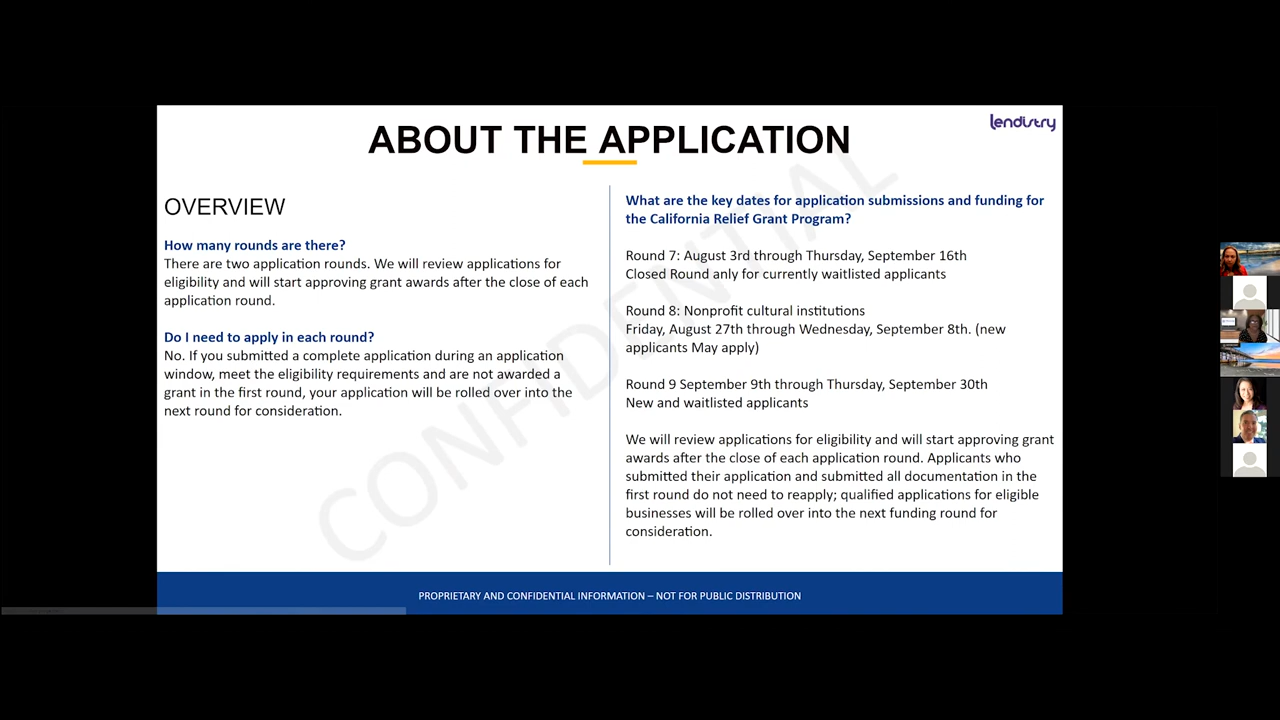 lendistry
ABOUT THE APPLICATION
OVERVIEW
How many rounds are there?
There are two application rounds. We will review applications for
eligibility and will start approving grant awards after the close of each
application round.
Do I need to apply in each round?
No. If you submitted a complete application during an application
window, meet the eligibility requirements and are not awarded a
grant in the first round, your application will be rolled over into the
next round for consideration.
What are the key dates for application submissions and funding for
the California Relief Grant Program?
Round 7: August 3rd through Thursday, September 16th
Closed Round anly for currently waitlisted applicants
Round 8: Nonprofit cultural institutions
Friday, August 27th through Wednesday, September 8th. (new
applicants May apply)
Round 9 September 9th through Thursday, September 30th
New and waitlisted applicants
We will review applications for eligibility and will start approving grant
awards after the close of each application round. Applicants who
submitted their application and submitted all documentation in the
first round do not need to reapply; qualified applications for eligible
businesses will be rolled over into the next funding round for
consideration.
CONFIDENTIAL
PROPRIETARY AND CONFIDENTIAL INFORMATION – NOT FOR PUBLIC DISTRIBUTION